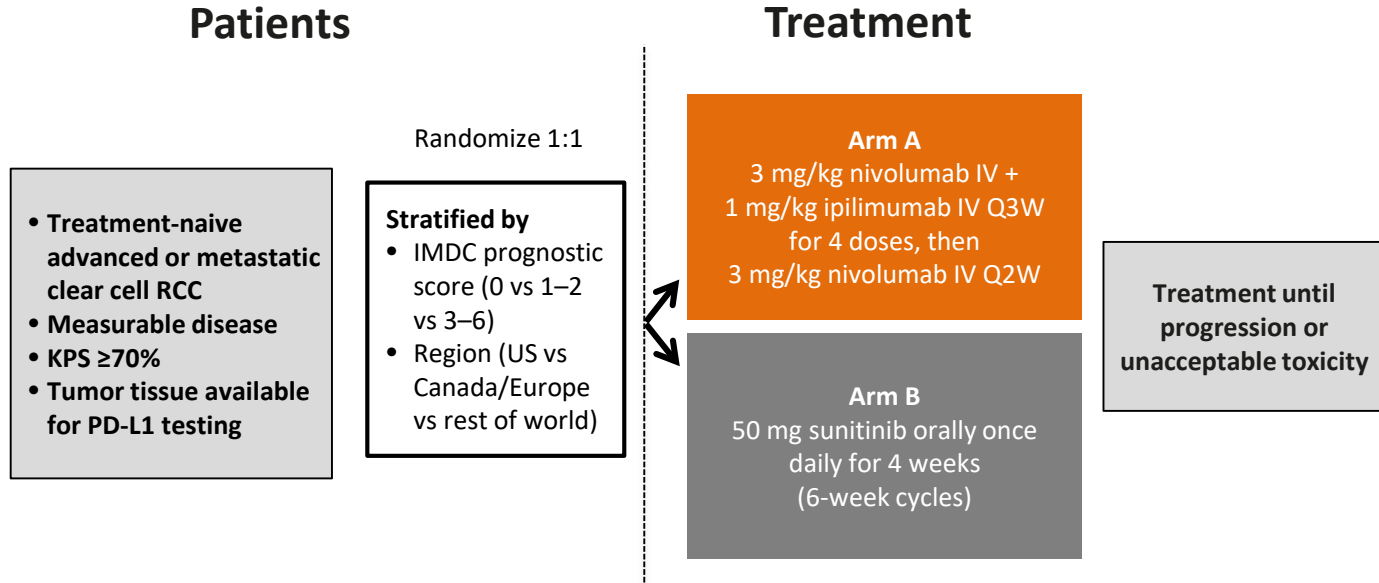 Patients
Treatment
Randomize 1:1
• Treatment-naive
advanced or metastatic
clear cell RCC
• Measurable disease
• KPS ≥70%
• Tumor tissue available
for PD-L1 testing
Stratified by
• IMDC prognostic
score (0 vs 1–2
vs 3–6)
• Region (US vs
Canada/Europe
vs rest of world)
Arm A
3 mg/kg nivolumab IV +
1 mg/kg ipilimumab IV Q3W
for 4 doses, then
3 mg/kg nivolumab IV Q2W
Arm B
50 mg sunitinib orally once
daily for 4 weeks
(6-week cycles)
Treatment until
progression or
unacceptable toxicity